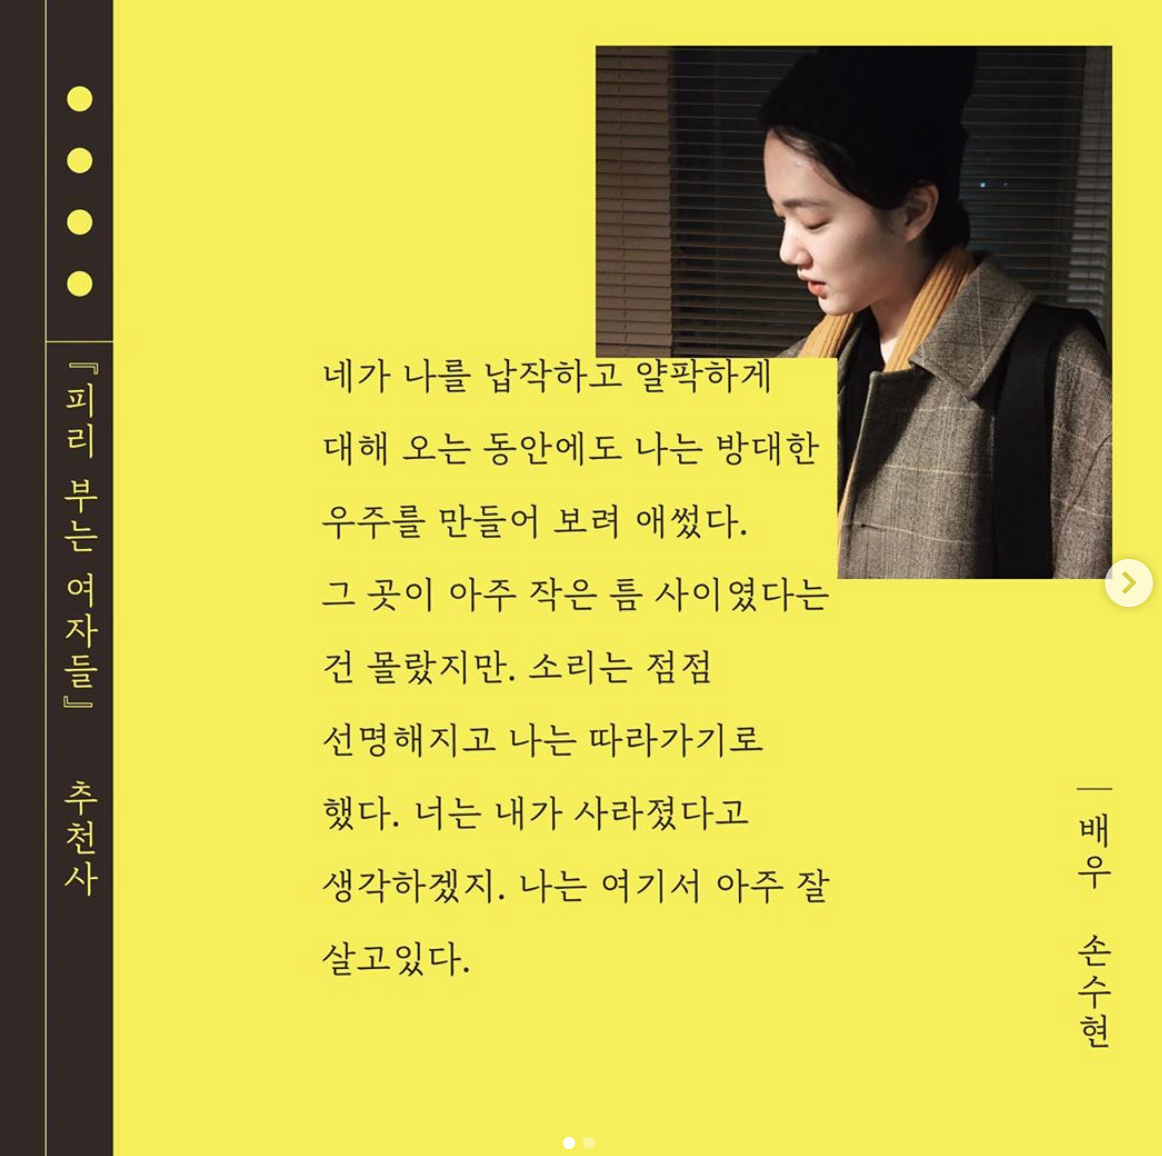 『피리 부는 여자들』 추천사
네가 나를 납작하고 얄팍하게
대해 오는 동안에도 나는 방대한
우주를 만들어 보려 애썼다.
그 곳이 아주 작은 틈 사이였다는
건 몰랐지만. 소리는 점점
선명해지고 나는 따라가기로
했다. 너는 내가 사라졌다고
생각하겠지. 나는 여기서 아주 잘
살고있다.
배우 손수현